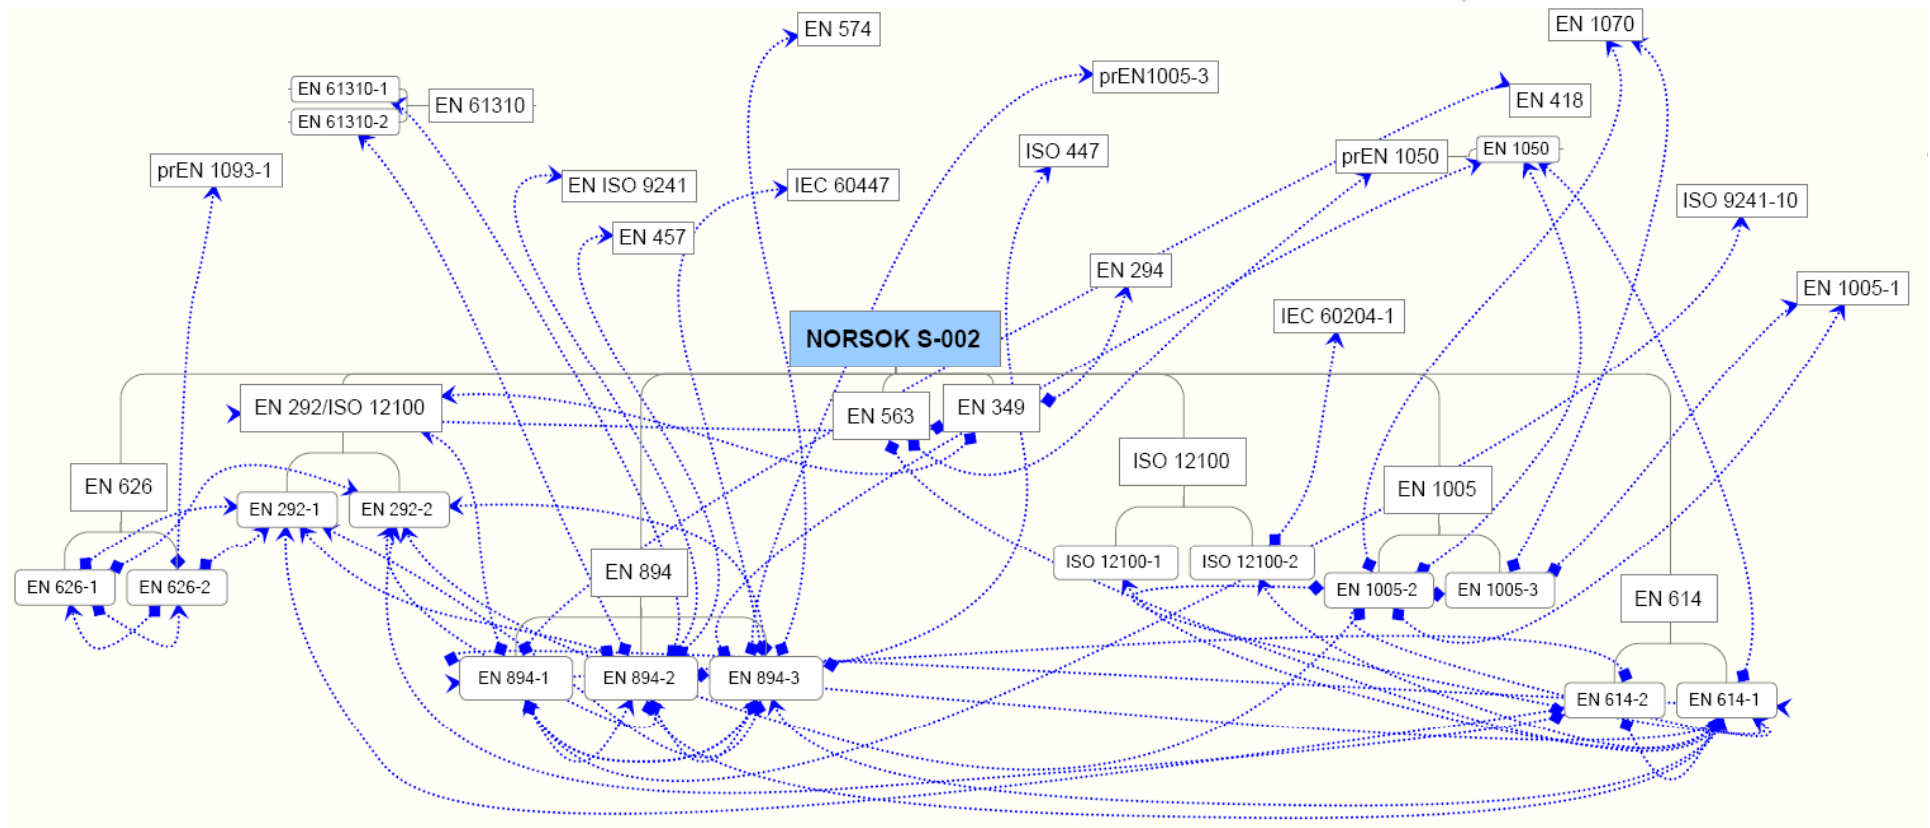 EN 574
EN 1070
prEN1005-3
EN 61310-1
EN 61310
EN 61310-2
EN 418
ISO 447
prEN 1050
EN 1050
prEN 1093-1
EN ISO 9241
IEC 60447
ISO 9241-10
EN 457
EN 294
EN 1005-1
IEC 60204-1
NORSOK S-002
EN 292/ISO 12100
EN 563
EN 349
ISO 12100
EN 626
EN 1005
EN 292-1
EN 292-2
ISO 12100-1
ISO 12100-2
EN 894
EN 626-1
EN 626-2
EN 1005-2
EN 1005-3
EN 614
EN 894-1
EN 894-2
EN 894-3
EN 614-2
EN 614-1